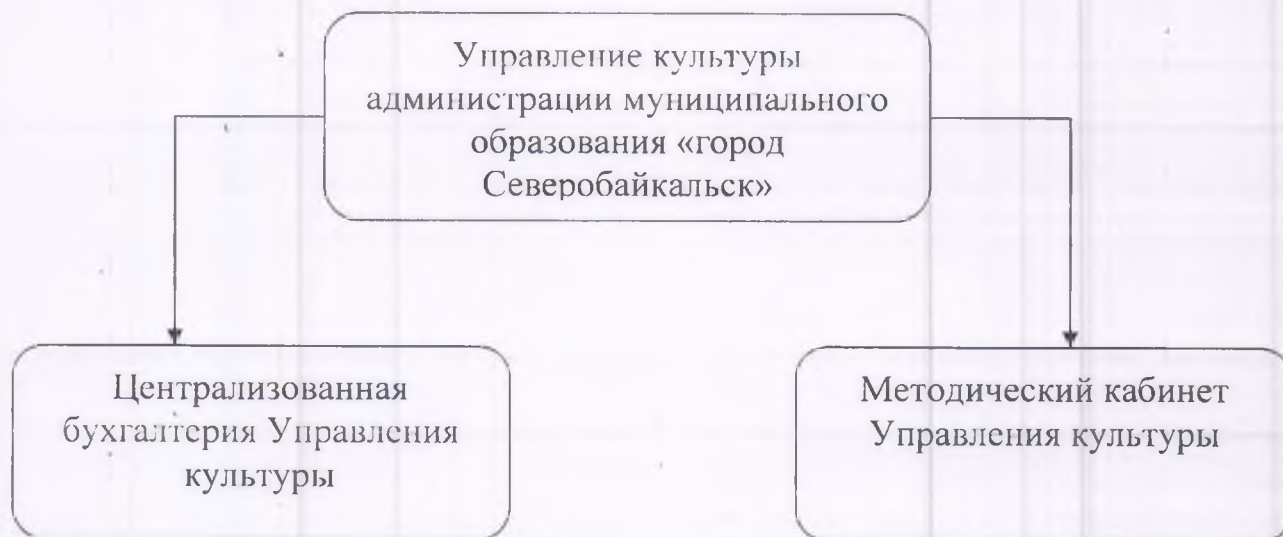 Управление культуры
администрации муниципального
образования «город
Северобайкальск»
Централизованная
бухгалтерия Управления
культуры
Методический кабинет
Управления культуры